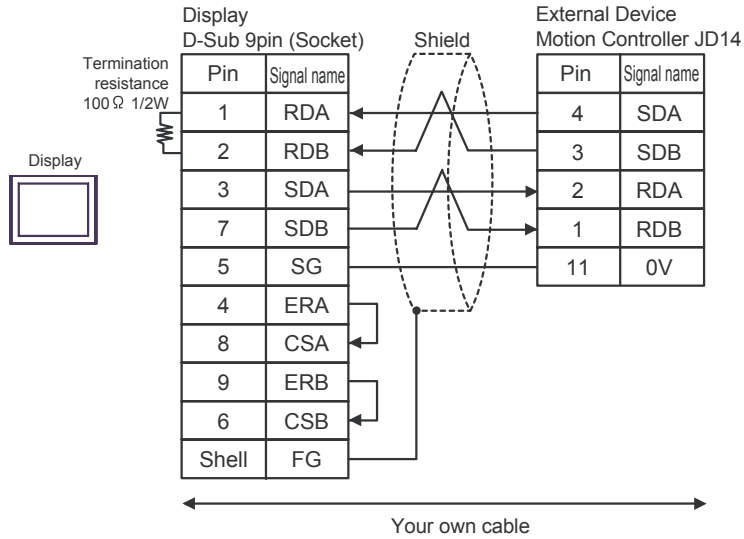 Display
D-Sub 9pin (Socket)
Shield
External Device
Motion Controller JD14
Termination
resistance
100Ω 1/2W
Display
Pin Signal name
1 RDA
2 RDB
3 SDA
7 SDB
5 SG
4 ERA
8 CSA
9 ERB
6 CSB
Shell FG
Pin Signal name
4 SDA
3 SDB
2 RDA
1 RDB
11 0V
Your own cable